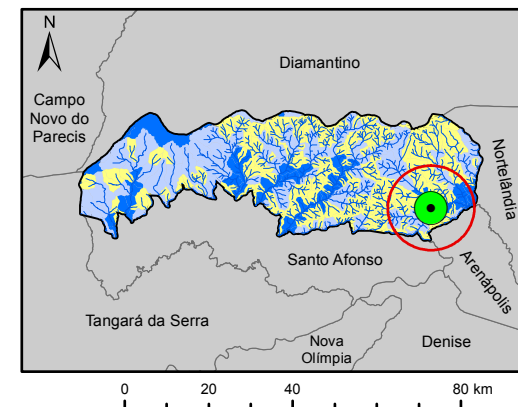 N
Diamantino
Campo
Novo do
Parecis
Nortelândia
Santo Afonso
Arenápolis
Tangará da Serra
Nova
Olímpia
Denise
0 20 40 80 km